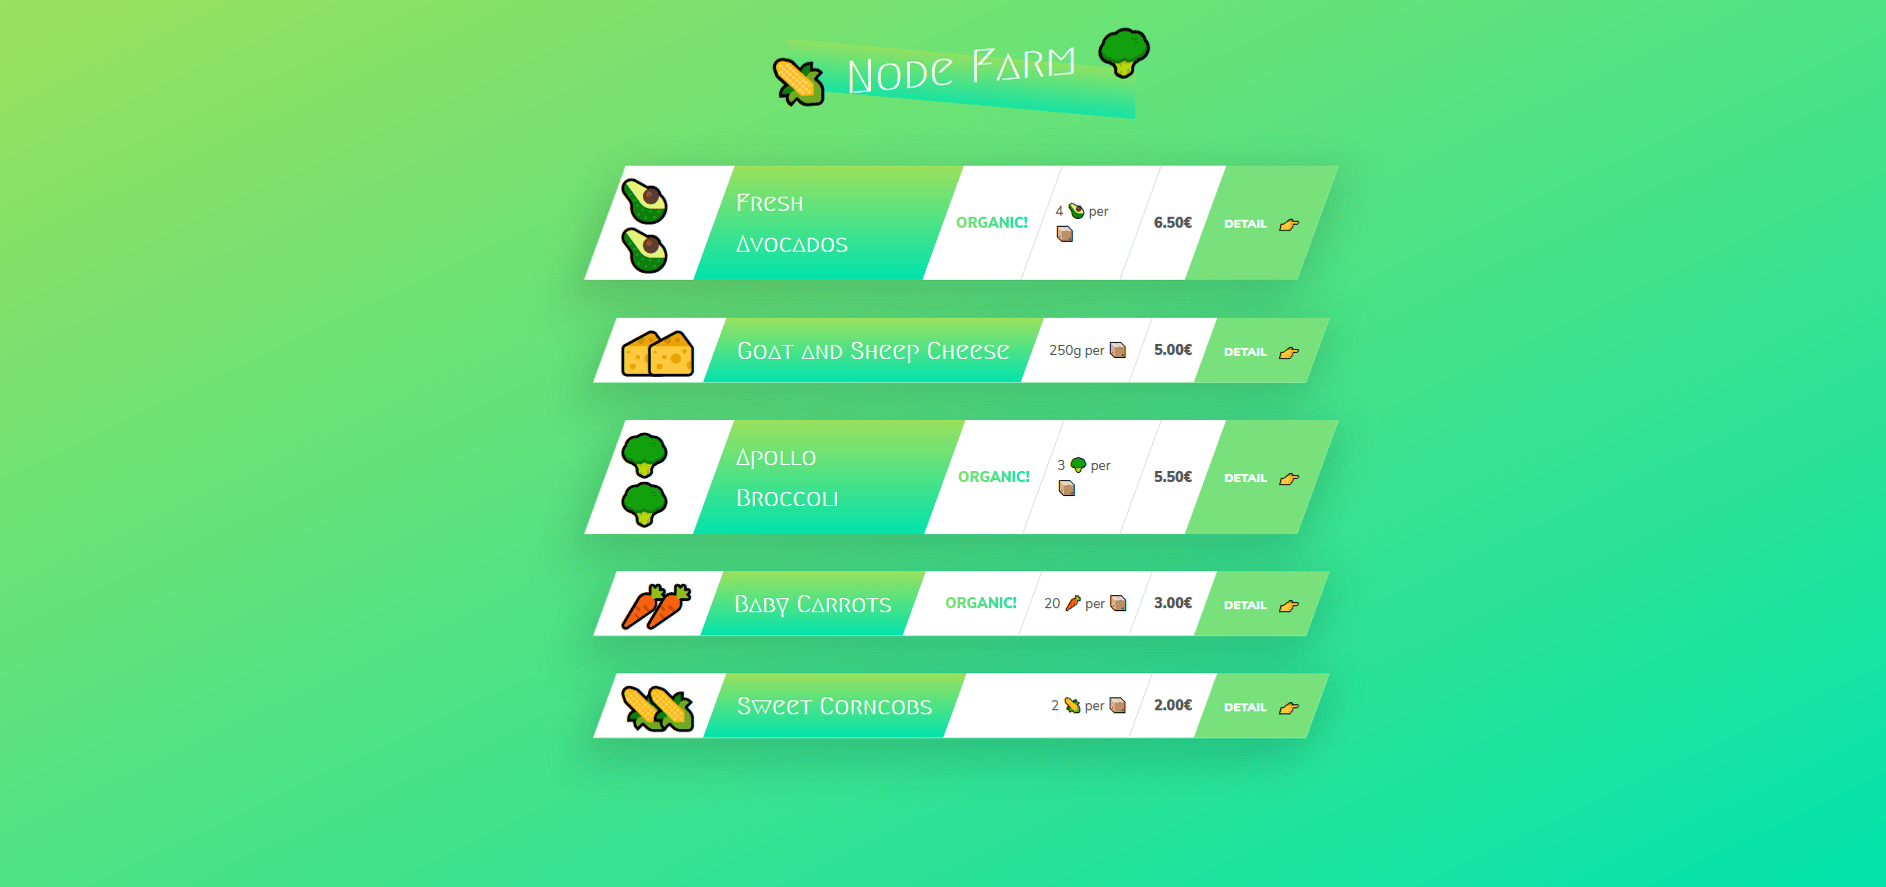 Node Farm
Fresh
Avocados
ORGANIC!
4 🥑 per
📦
6.50€
DETAIL 👉
Goat and Sheep Cheese
250g per 📦
5.00€
DETAIL 👉
Apollo
Broccoli
ORGANIC!
3 🥦 per
📦
5.50€
DETAIL 👉
Baby Carrots
ORGANIC!
20 🥕 per 📦
3.00€
DETAIL 👉
Sweet Corncobs
2 🌽 per 📦
2.00€
DETAIL 👉